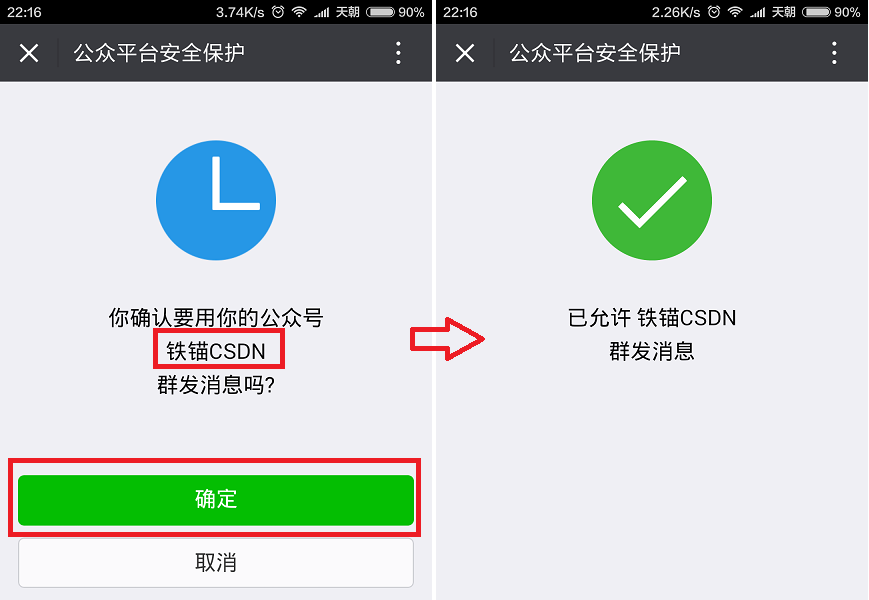 22:16
3.74K/s
天朝
90%
公众平台安全保护
你确认要用你的公众号
铁锚CSDN
群发消息吗?
确定
取消
22:16
2.26K/s
天朝
90%
公众平台安全保护
已允许 铁锚CSDN
群发消息